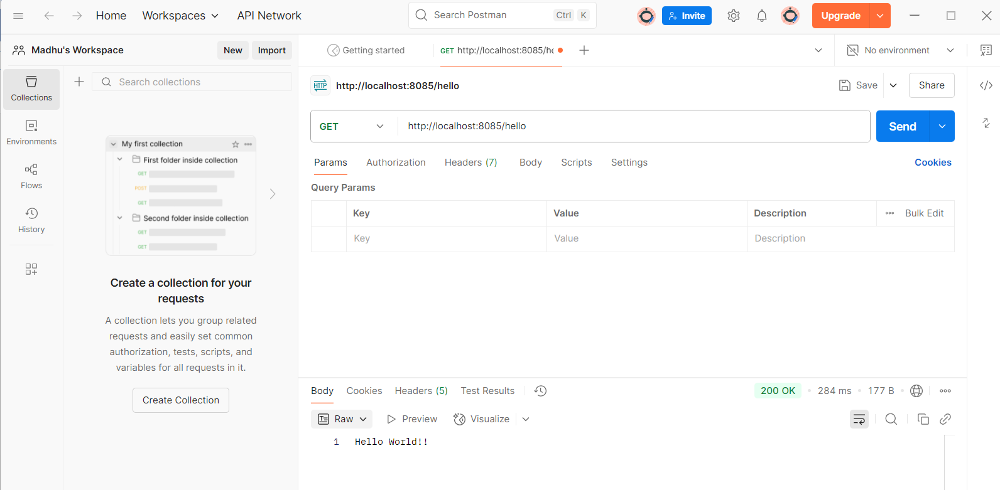 Home Workspaces API Network Search Postman Ctrl K Invite Upgrade
Madhu's Workspace New Import
Getting started GET http://localhost:8085/he No environment
Collections
Environments
Flows
History
Search collections
My first collection
First folder inside collection
GET
POST
GET
Second folder inside collection
GET
GET
Create a collection for your
requests
A collection lets you group related
requests and easily set common
authorization, tests, scripts, and
variables for all requests in it.
Create Collection
HTTP http://localhost:8085/hello Save Share
GET http://localhost:8085/hello Send
Params Authorization Headers (7) Body Scripts Settings Cookies
Query Params
Key Value Description Bulk Edit
Key Value Description
Body Cookies Headers (5) Test Results 200 OK 284 ms 177 B
Raw Preview Visualize
1 Hello World!!